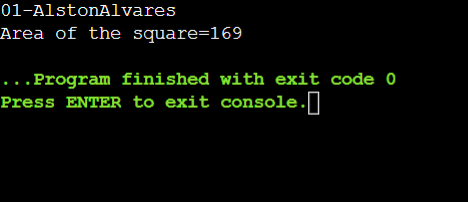 01-AlstonAlvares
Area of the square=169
...Program finished with exit code 0
Press ENTER to exit console.